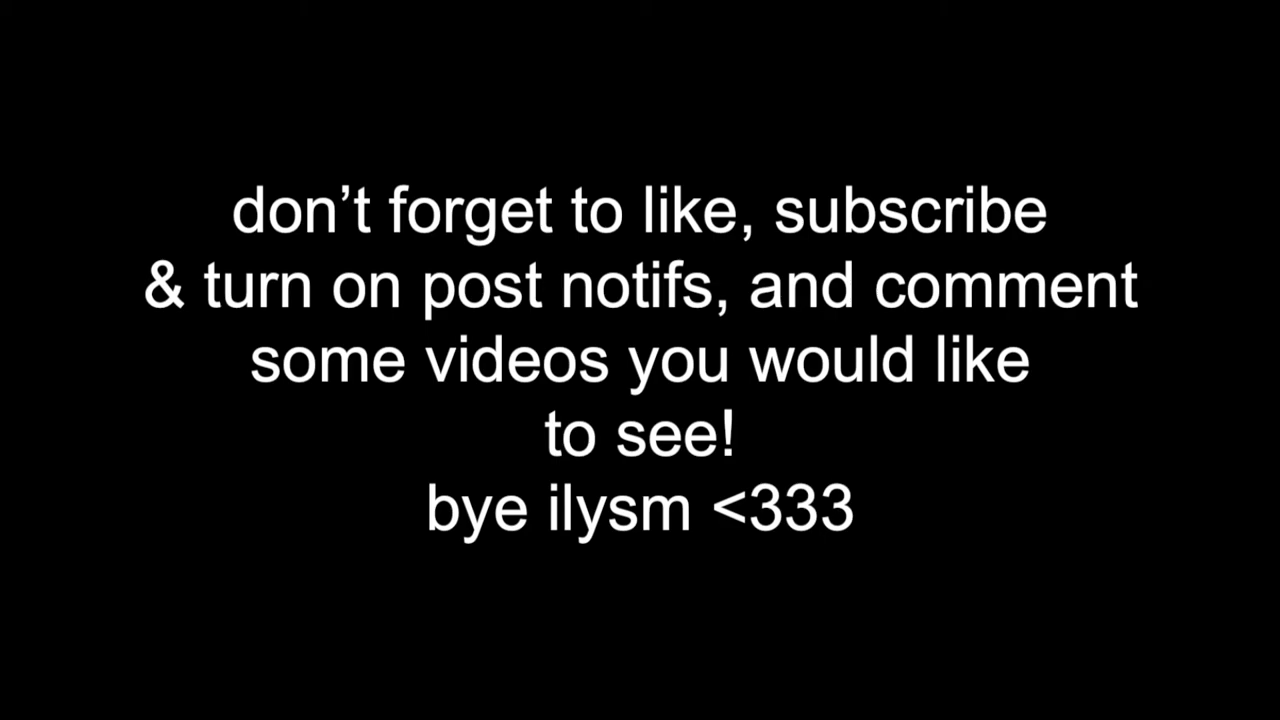 don’t forget to like, subscribe
& turn on post notifs, and comment
some videos you would like
to see!
bye ilysm <333